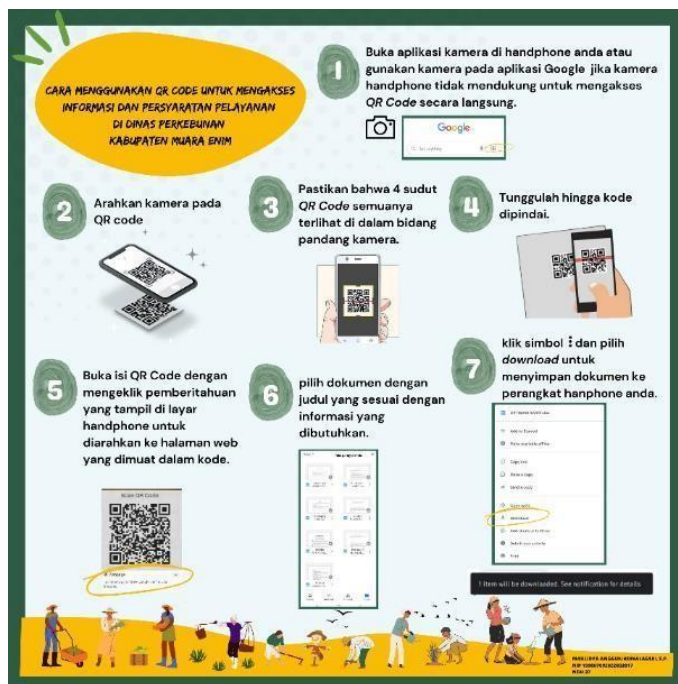 CARA MENGGUNAKAN QR CODE UNTUK MENGAKSES
INFORMASI DAN PERSYARATAN PELAYANAN
DI DINAS PERKEBUNAN
KABUPATEN MUARA ENIM
1
Buka aplikasi kamera di handphone anda atau
gunakan kamera pada aplikasi Google jika kamera
handphone tidak mendukung untuk mengakses
QR Code secara langsung.
Google
2
Arahkan kamera pada
QR code
3
Pastikan bahwa 4 sudut
QR Code semuanya
terlihat di dalam bidang
pandang kamera.
4
Tunggulah hingga kode
dipindai.
5
Buka isi QR Code dengan
mengeklik pemberitahuan
yang tampil di layar
handphone untuk
diarahkan ke halaman web
yang dimuat dalam kode.
Scan QR Code
6
pilih dokumen dengan
judul yang sesuai dengan
informasi yang
dibutuhkan.
7
klik simbol ⋮ dan pilih
download untuk
menyimpan dokumen ke
perangkat hanphone anda.
1 item will be downloaded. See notification for details